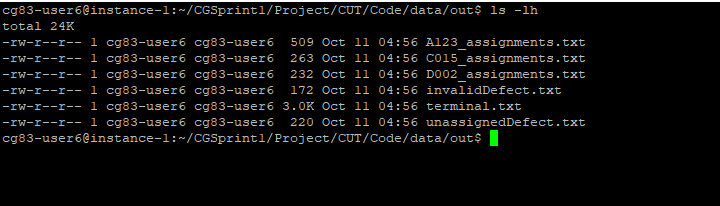 cg83-user6@instance-1:~/CGSprint1/Project/CUT/Code/data/out$ ls -lh
total 24K
-rw-r--r-- 1 cg83-user6 cg83-user6  509 Oct 11 04:56 A123_assignments.txt
-rw-r--r-- 1 cg83-user6 cg83-user6  263 Oct 11 04:56 C015_assignments.txt
-rw-r--r-- 1 cg83-user6 cg83-user6  232 Oct 11 04:56 D002_assignments.txt
-rw-r--r-- 1 cg83-user6 cg83-user6  172 Oct 11 04:56 invalidDefect.txt
-rw-r--r-- 1 cg83-user6 cg83-user6 3.0K Oct 11 04:56 terminal.txt
-rw-r--r-- 1 cg83-user6 cg83-user6  220 Oct 11 04:56 unassignedDefect.txt
cg83-user6@instance-1:~/CGSprint1/Project/CUT/Code/data/out$